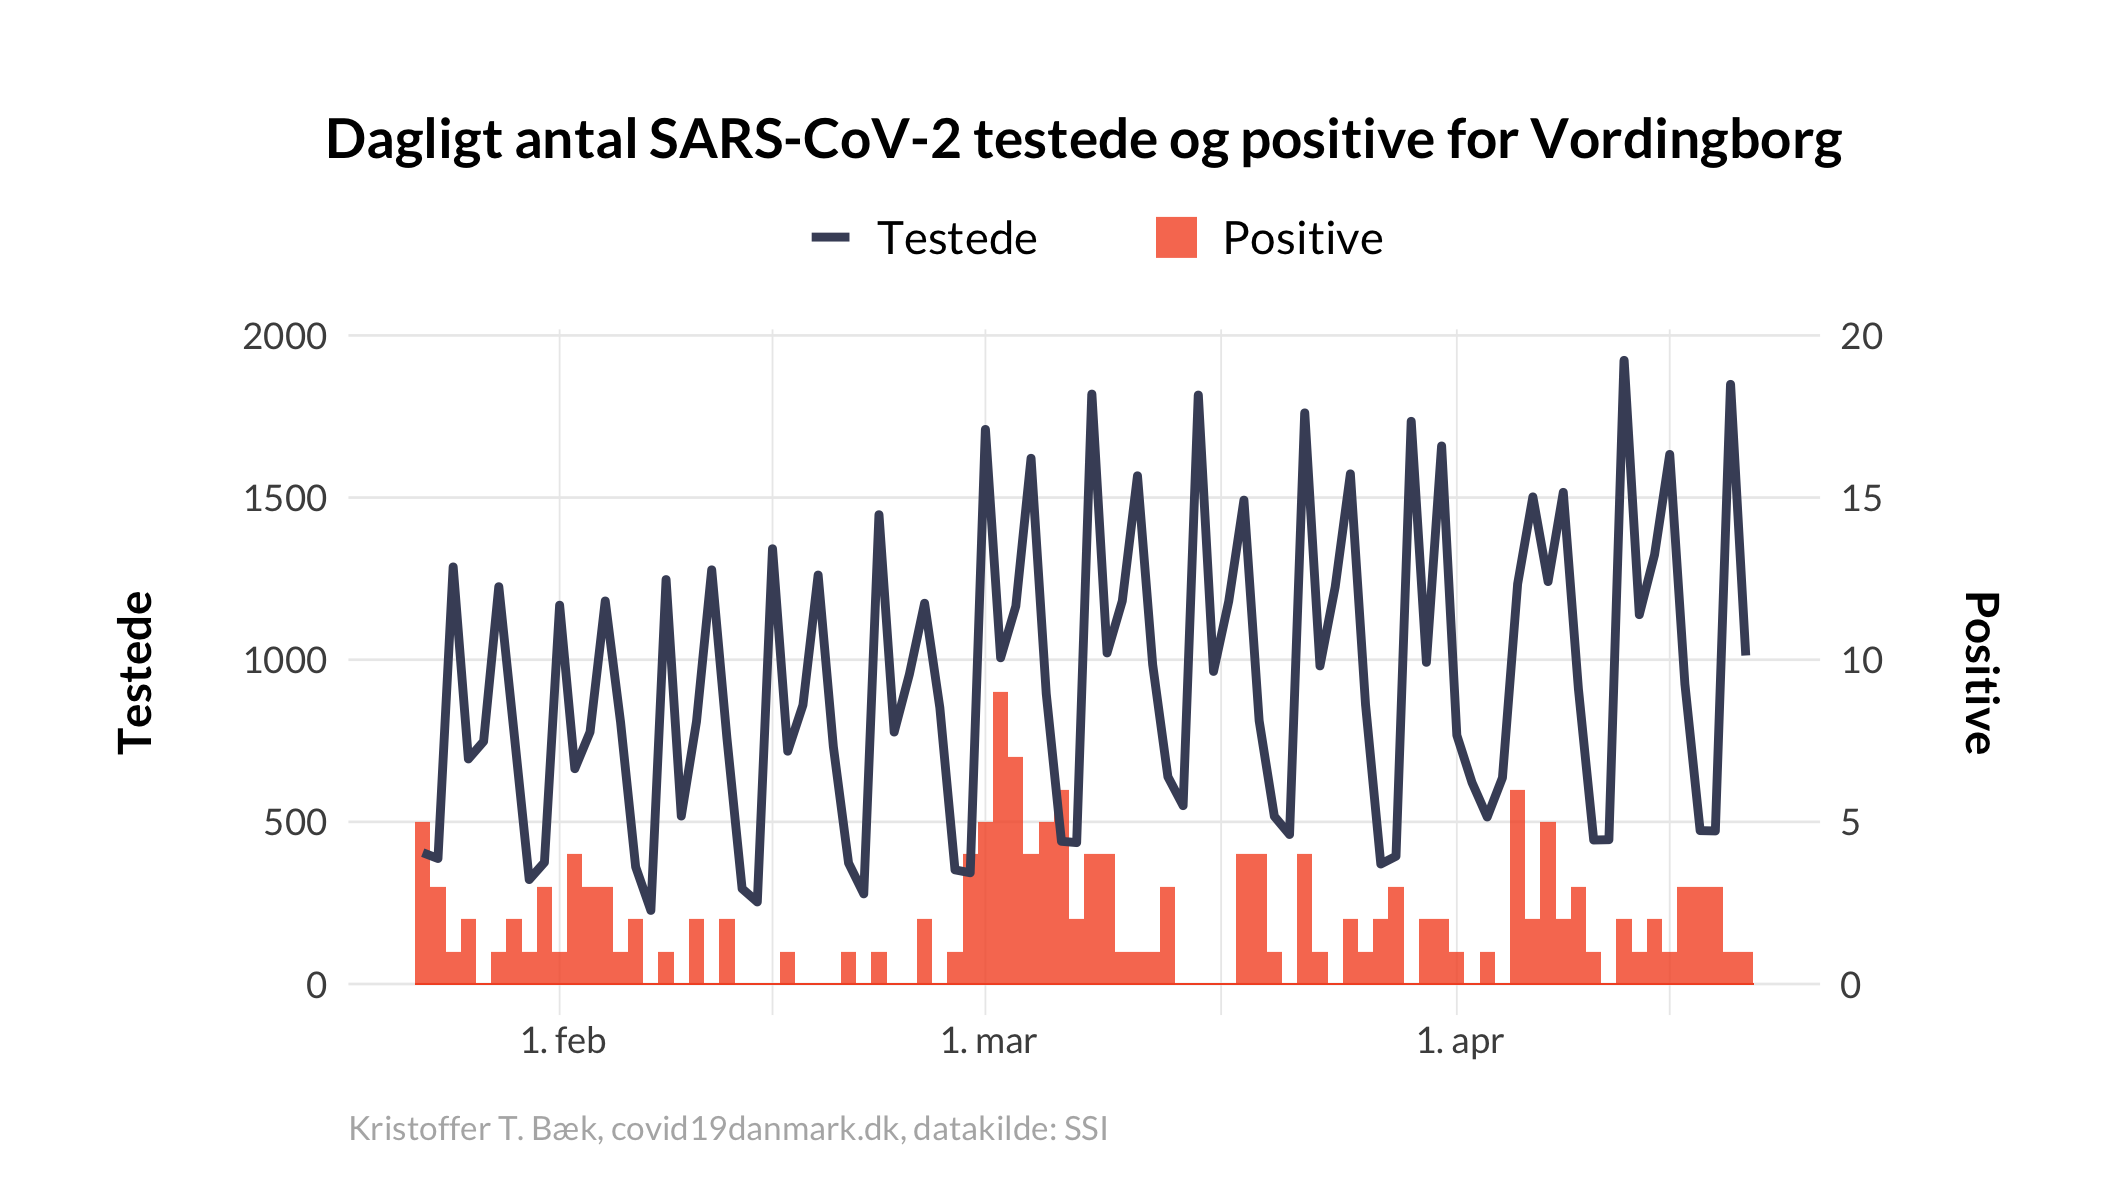 Dagligt antal SARS-CoV-2 testede og positive for Vordingborg
Testede Positive
2000 20
1500 15
1000 10
500 5
0 0
Testede
Positive
1. feb 1. mar 1. apr
Kristoffer T. Bæk, covid19danmark.dk, datakilde: SSI